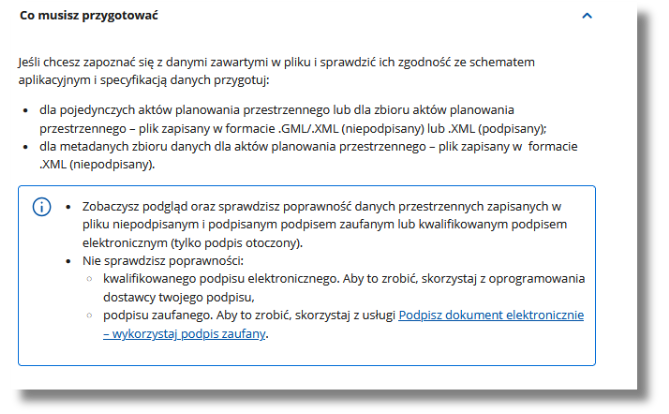 Co musisz przygotować
Jeśli chcesz zapoznać się z danymi zawartymi w pliku i sprawdzić ich zgodność ze schematem
aplikacyjnym i specyfikacją danych przygotuj:
• dla pojedynczych aktów planowania przestrzennego lub dla zbioru aktów planowania
przestrzennego – plik zapisany w formacie .GML/.XML (niepodpisany) lub .XML (podpisany);
• dla metadanych zbioru danych dla aktów planowania przestrzennego – plik zapisany w formacie
.XML (niepodpisany).
• Zobaczysz podgląd oraz sprawdzisz poprawność danych przestrzennych zapisanych w
pliku niepodpisanym i podpisanym podpisem zaufanym lub kwalifikowanym podpisem
elektronicznym (tylko podpis otoczony).
• Nie sprawdzisz poprawności:
○ kwalifikowanego podpisu elektronicznego. Aby to zrobić, skorzystaj z oprogramowania
dostawcy twojego podpisu,
○ podpisu zaufanego. Aby to zrobić, skorzystaj z usługi Podpisz dokument elektronicznie
– wykorzystaj podpis zaufany.